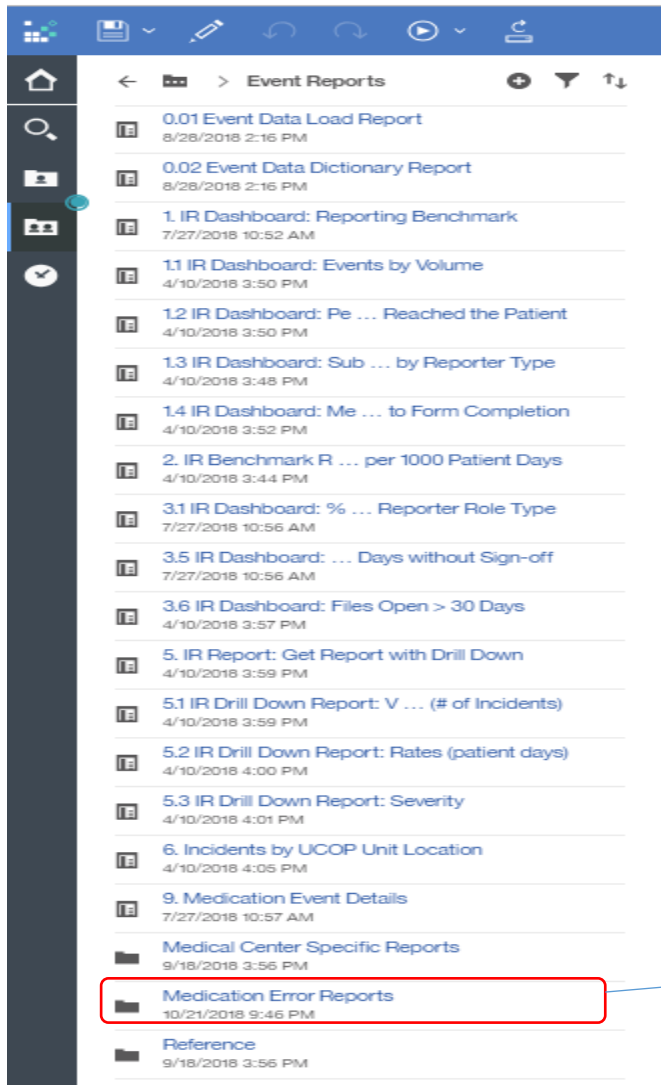 Event Reports
0.01 Event Data Load Report
8/28/2018 2:16 PM
0.02 Event Data Dictionary Report
8/28/2018 2:16 PM
1. IR Dashboard: Reporting Benchmark
7/27/2018 10:52 AM
1.1 IR Dashboard: Events by Volume
4/10/2018 3:50 PM
1.2 IR Dashboard: Pe ... Reached the Patient
4/10/2018 3:50 PM
1.3 IR Dashboard: Sub ... by Reporter Type
4/10/2018 3:48 PM
1.4 IR Dashboard: Me ... to Form Completion
4/10/2018 3:52 PM
2. IR Benchmark R ... per 1000 Patient Days
4/10/2018 3:44 PM
3.1 IR Dashboard: % ... Reporter Role Type
7/27/2018 10:56 AM
3.5 IR Dashboard: ... Days without Sign-off
7/27/2018 10:56 AM
3.6 IR Dashboard: Files Open > 30 Days
4/10/2018 3:57 PM
5. IR Report: Get Report with Drill Down
4/10/2018 3:59 PM
5.1 IR Drill Down Report: V ... (# of Incidents)
4/10/2018 3:59 PM
5.2 IR Drill Down Report: Rates (patient days)
4/10/2018 4:00 PM
5.3 IR Drill Down Report: Severity
4/10/2018 4:01 PM
6. Incidents by UCOP Unit Location
4/10/2018 4:05 PM
9. Medication Event Details
7/27/2018 10:57 AM
Medical Center Specific Reports
9/18/2018 3:56 PM
Medication Error Reports
10/21/2018 9:46 PM
Reference
9/18/2018 3:56 PM